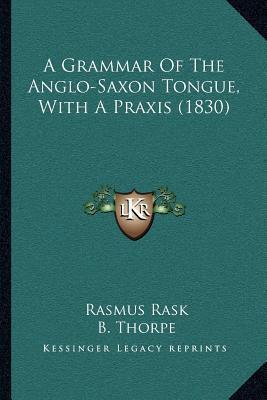 A Grammar Of The
Anglo-Saxon Tongue,
With A Praxis (1830)
LKR
Rasmus Rask
B. Thorpe
Kessinger Legacy Reprints